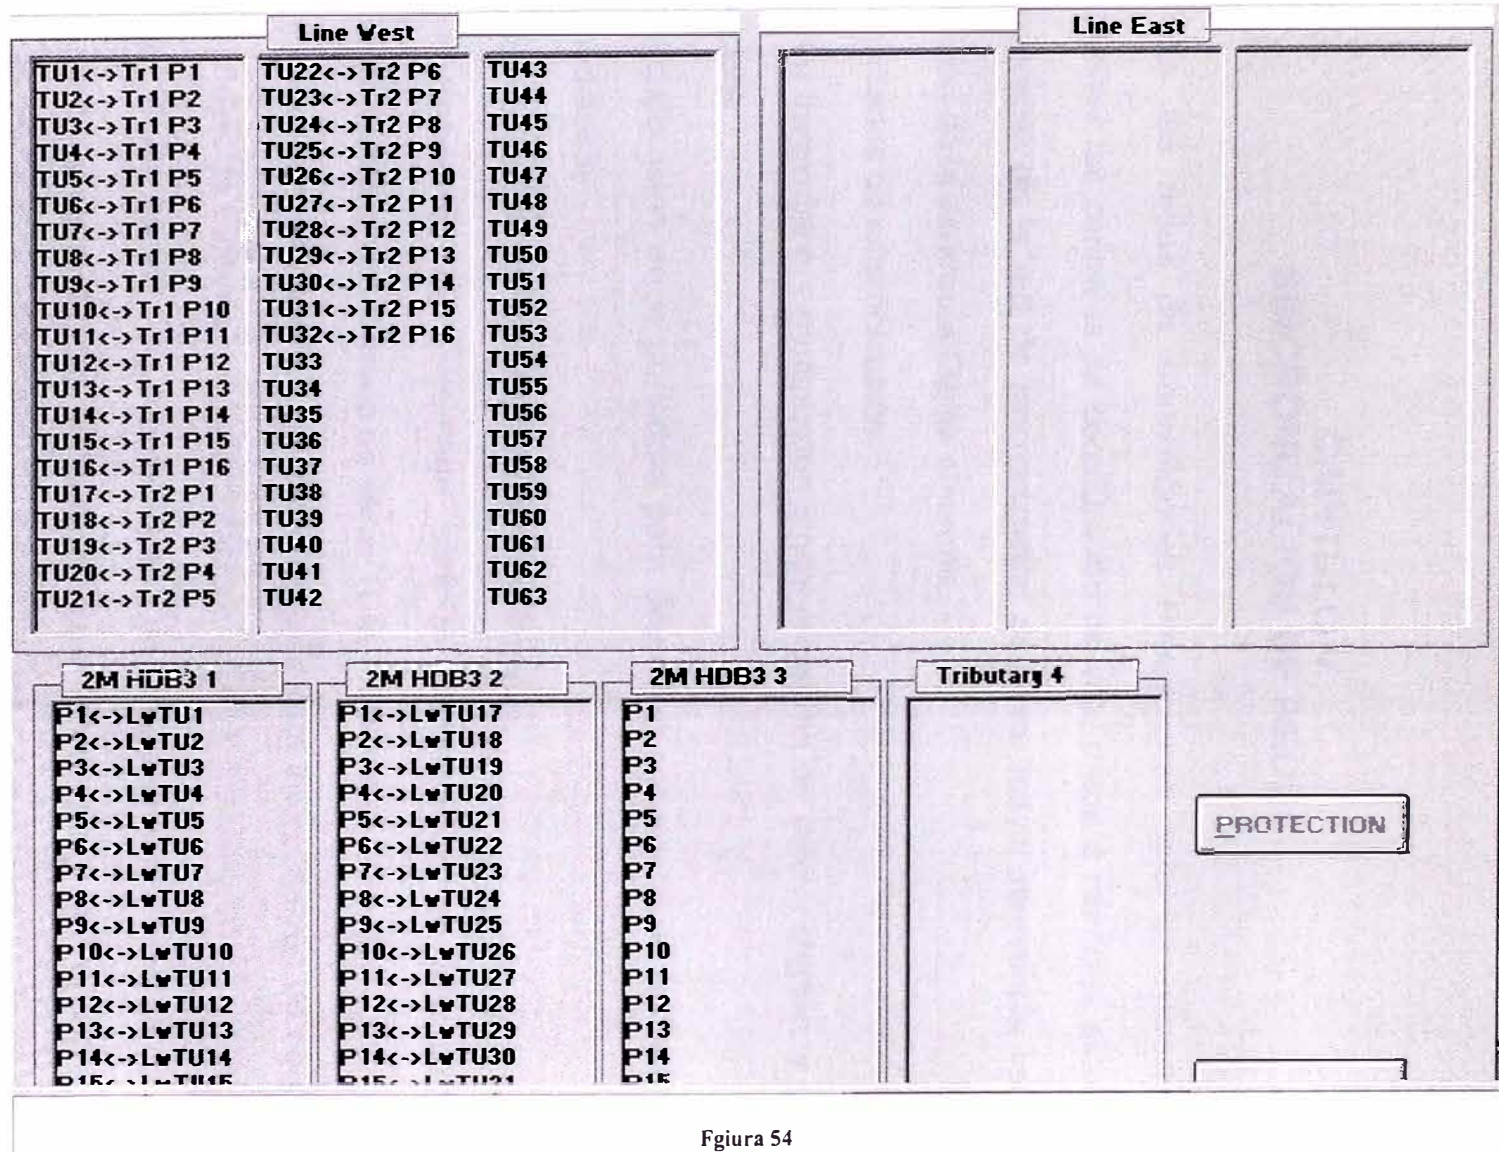 Line West
TU1<->Tr1 P1
TU2<->Tr1 P2
TU3<->Tr1 P3
TU4<->Tr1 P4
TU5<->Tr1 P5
TU6<->Tr1 P6
TU7<->Tr1 P7
TU8<->Tr1 P8
TU9<->Tr1 P9
TU10<->Tr1 P10
TU11<->Tr1 P11
TU12<->Tr1 P12
TU13<->Tr1 P13
TU14<->Tr1 P14
TU15<->Tr1 P15
TU16<->Tr1 P16
TU17<->Tr2 P1
TU18<->Tr2 P2
TU19<->Tr2 P3
TU20<->Tr2 P4
TU21<->Tr2 P5
TU22<->Tr2 P6
TU23<->Tr2 P7
TU24<->Tr2 P8
TU25<->Tr2 P9
TU26<->Tr2 P10
TU27<->Tr2 P11
TU28<->Tr2 P12
TU29<->Tr2 P13
TU30<->Tr2 P14
TU31<->Tr2 P15
TU32<->Tr2 P16
TU33
TU34
TU35
TU36
TU37
TU38
TU39
TU40
TU41
TU42
TU43
TU44
TU45
TU46
TU47
TU48
TU49
TU50
TU51
TU52
TU53
TU54
TU55
TU56
TU57
TU58
TU59
TU60
TU61
TU62
TU63
Line East
2M HDB3 1
P1<->LwTU1
P2<->LwTU2
P3<->LwTU3
P4<->LwTU4
P5<->LwTU5
P6<->LwTU6
P7<->LwTU7
P8<->LwTU8
P9<->LwTU9
P10<->LwTU10
P11<->LwTU11
P12<->LwTU12
P13<->LwTU13
P14<->LwTU14
P15<->LwTU15
2M HDB3 2
P1<->LwTU17
P2<->LwTU18
P3<->LwTU19
P4<->LwTU20
P5<->LwTU21
P6<->LwTU22
P7<->LwTU23
P8<->LwTU24
P9<->LwTU25
P10<->LwTU26
P11<->LwTU27
P12<->LwTU28
P13<->LwTU29
P14<->LwTU30
P15<->LwTU31
2M HDB3 3
P1
P2
P3
P4
P5
P6
P7
P8
P9
P10
P11
P12
P13
P14
P15
Tributary 4
PROTECTION
Fgiura 54